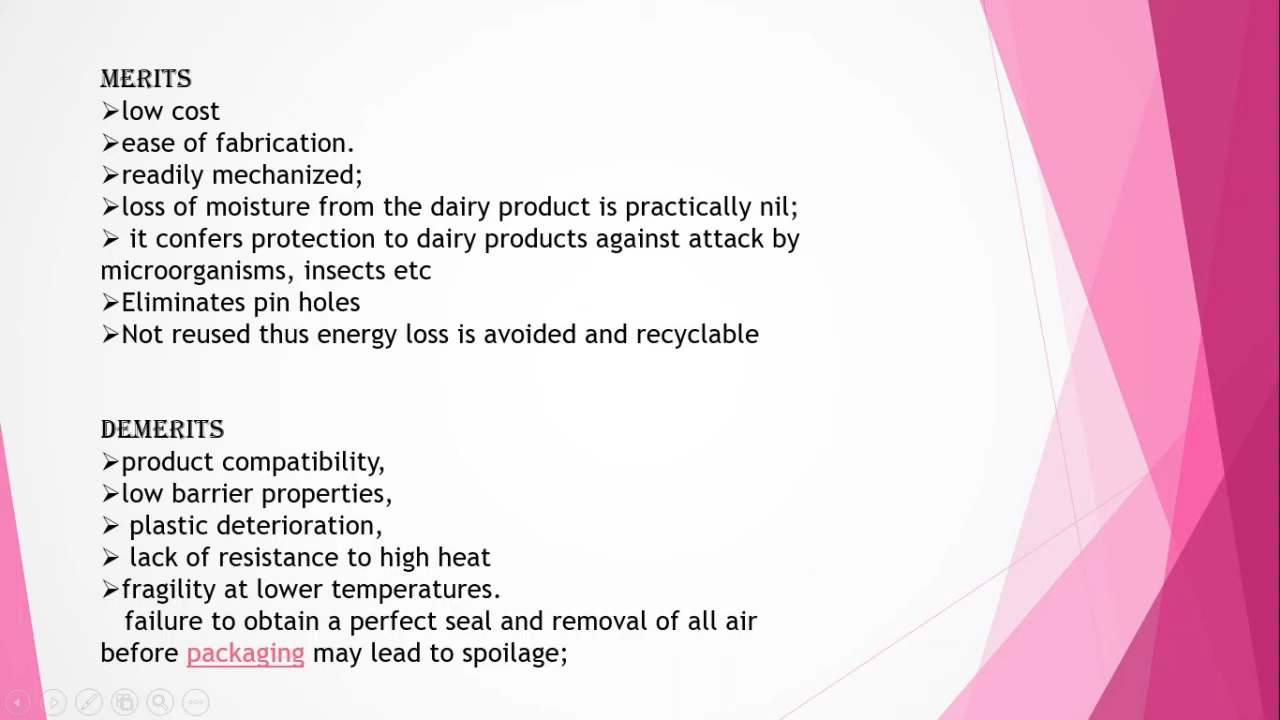 MERITS
➢low cost
➢ease of fabrication.
➢readily mechanized;
➢loss of moisture from the dairy product is practically nil;
➢ it confers protection to dairy products against attack by
microorganisms, insects etc
➢Eliminates pin holes
➢Not reused thus energy loss is avoided and recyclable
DEMERITS
➢product compatibility,
➢low barrier properties,
➢ plastic deterioration,
➢ lack of resistance to high heat
➢fragility at lower temperatures.
failure to obtain a perfect seal and removal of all air
before packaging may lead to spoilage;